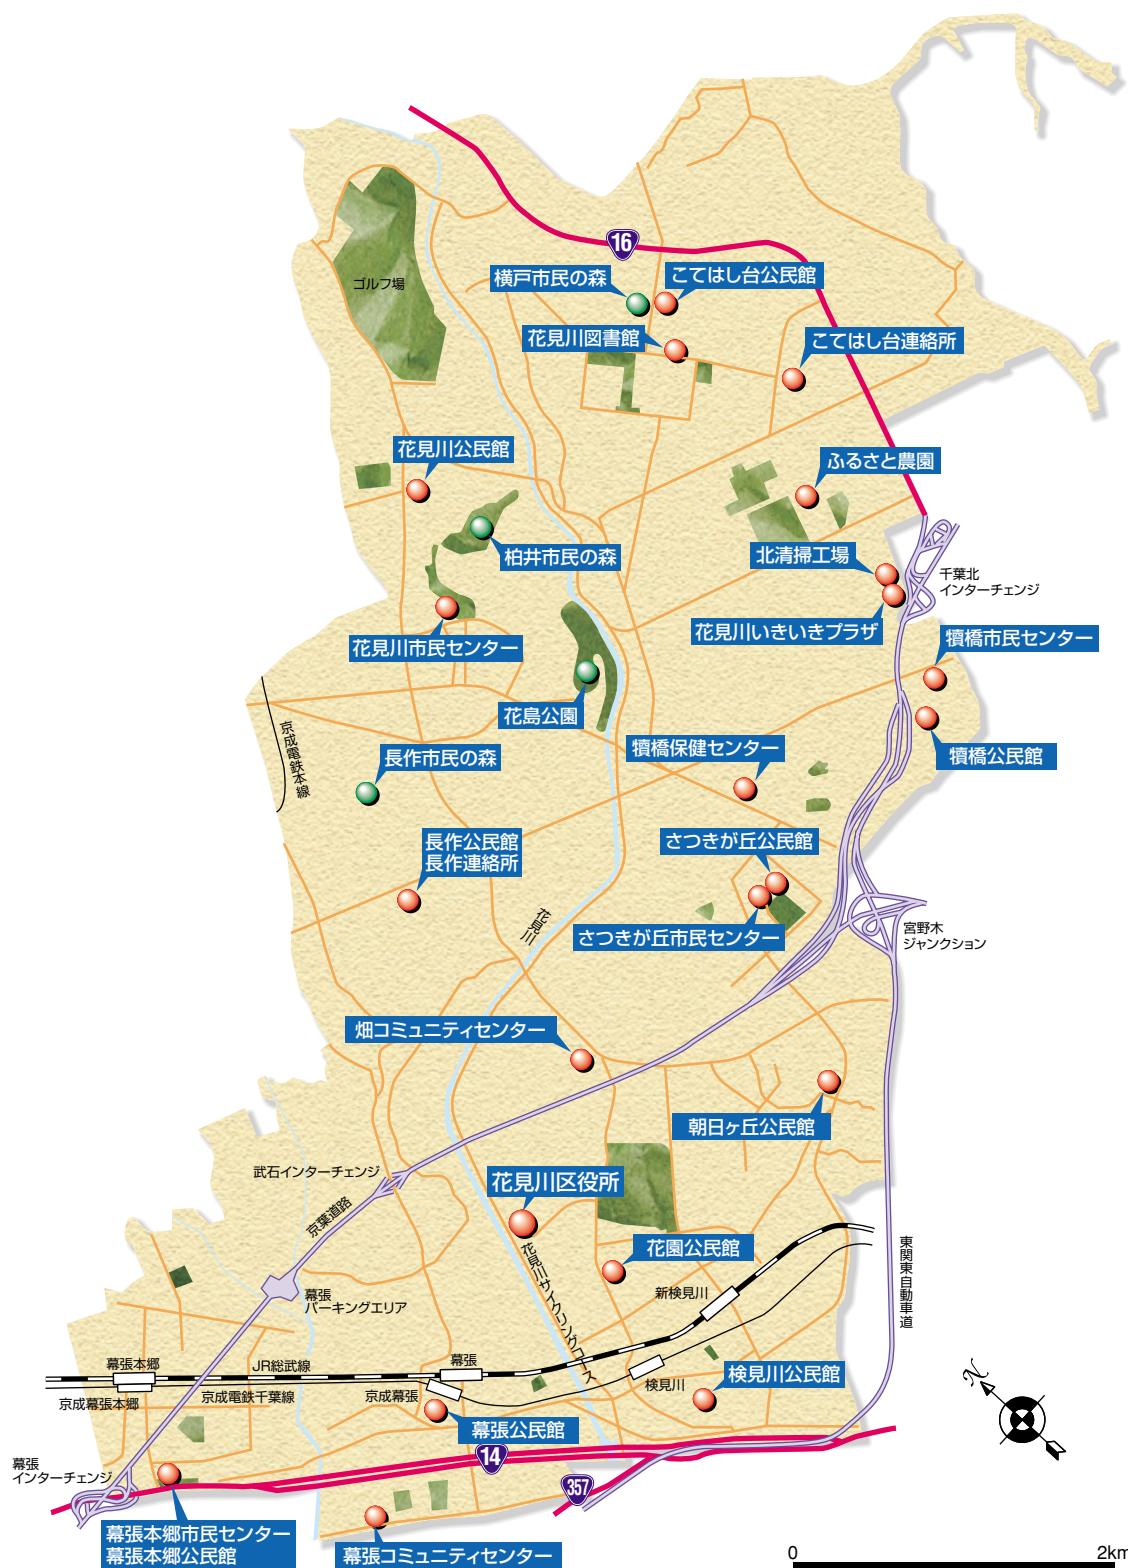 16
横戸市民の森
こてはし台公民館
ゴルフ場
花見川図書館
こてはし台連絡所
花見川公民館
ふるさと農園
柏井市民の森
北清掃工場
千葉北
インターチェンジ
花見川いきいきプラザ
花見川市民センター
犢橋市民センター
花島公園
京成電鉄本線
長作市民の森
犢橋保健センター
犢橋公民館
長作公民館
長作連絡所
さつきが丘公民館
花見川
さつきが丘市民センター
宮野木
ジャンクション
畑コミュニティセンター
朝日ヶ丘公民館
武石インターチェンジ
花見川区役所
京葉道路
花見川サイクリングコース
花園公民館
東関東自動車道
新検見川
幕張
パーキングエリア
幕張本郷
JR総武線
幕張
京成幕張本郷
京成電鉄千葉線
京成幕張
検見川
検見川公民館
幕張公民館
14
幕張
インターチェンジ
357
幕張本郷市民センター
幕張本郷公民館
幕張コミュニティセンター
N
0 2km